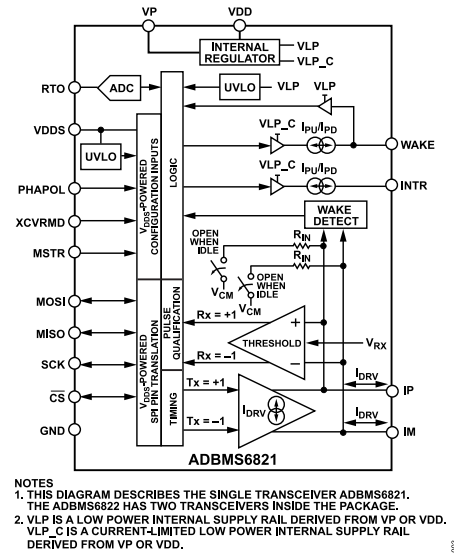 VP
VDD
INTERNAL
REGULATOR
VLP
VLP_C
RTO
ADC
UVLO
VLP
VLP
VDDS
UVLO
VLP_C
IPU/IPD
WAKE
VLP_C
IPU/IPD
INTR
PHAPOL
XCVRMD
MSTR
VDDS-POWERED
CONFIGURATION INPUTS
LOGIC
WAKE
DETECT
OPEN
WHEN
IDLE
RIN
RIN
OPEN
WHEN
IDLE
VCM
VCM
MOSI
MISO
SCK
CS
GND
VDDS-POWERED
SPI PIN TRANSLATION
PULSE
QUALIFICATION
TIMING
Rx = +1
Rx = –1
+
THRESHOLD
–
VRX
Tx = +1
Tx = –1
IDRV
IDRV
IP
IDRV
IM
ADBMS6821
NOTES
1. THIS DIAGRAM DESCRIBES THE SINGLE TRANSCEIVER ADBMS6821.
THE ADBMS6822 HAS TWO TRANSCEIVERS INSIDE THE PACKAGE.
2. VLP IS A LOW POWER INTERNAL SUPPLY RAIL DERIVED FROM VP OR VDD.
VLP_C IS A CURRENT-LIMITED LOW POWER INTERNAL SUPPLY RAIL
DERIVED FROM VP OR VDD.